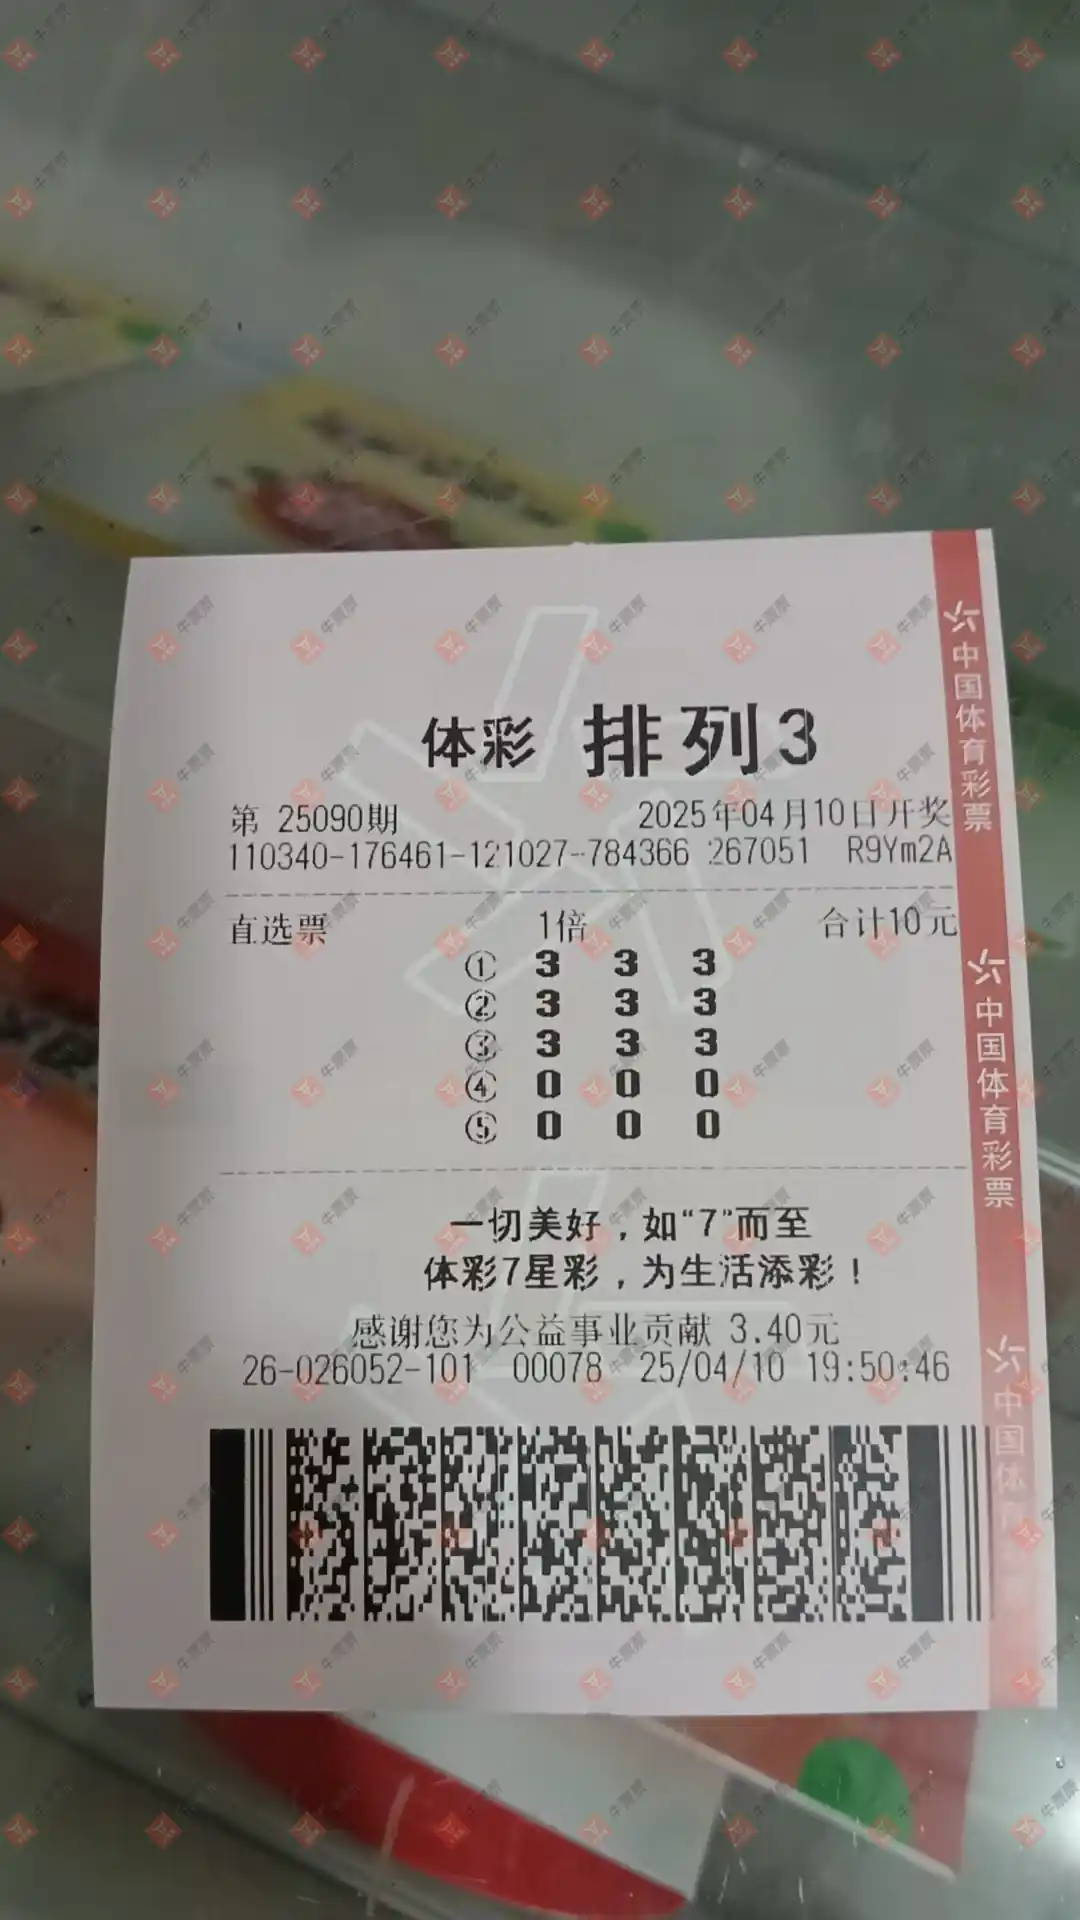 体彩 排列3
第 25090期 2025年04月10日开奖
110340-176461-121027-784366 267051 R9Ym2A
直选票 1倍 合计10元
① 3 3 3
② 3 3 3
③ 3 3 3
④ 0 0 0
⑤ 0 0 0
一切美好，如“7”而至
体彩7星彩，为生活添彩！
感谢您为公益事业贡献 3.40元
26-026052-101 00078 25/04/10 19:50:46
中国体育彩票
中国体育彩票
中国体
牛票票